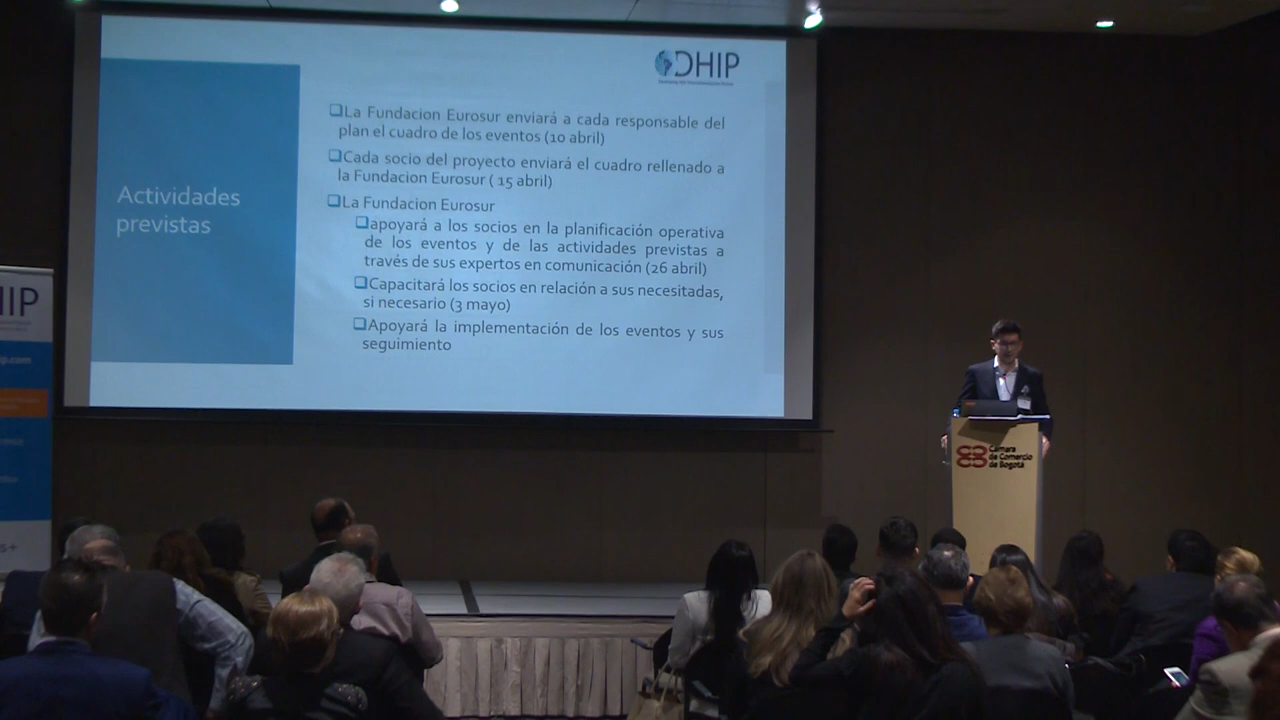 DHIP
❑La Fundacion Eurosur enviará a cada responsable del
plan el cuadro de los eventos (10 abril)
❑Cada socio del proyecto enviará el cuadro rellenado a
la Fundacion Eurosur ( 15 abril)
❑La Fundacion Eurosur
❑apoyará a los socios en la planificación operativa
de los eventos y de las actividades previstas a
través de sus expertos en comunicación (26 abril)
❑Capacitará los socios en relación a sus necesitadas,
si necesario (3 mayo)
❑Apoyará la implementación de los eventos y sus
seguimiento
Actividades
previstas
IP
ip.com
s+
Cámara
de Comercio
de Bogotá